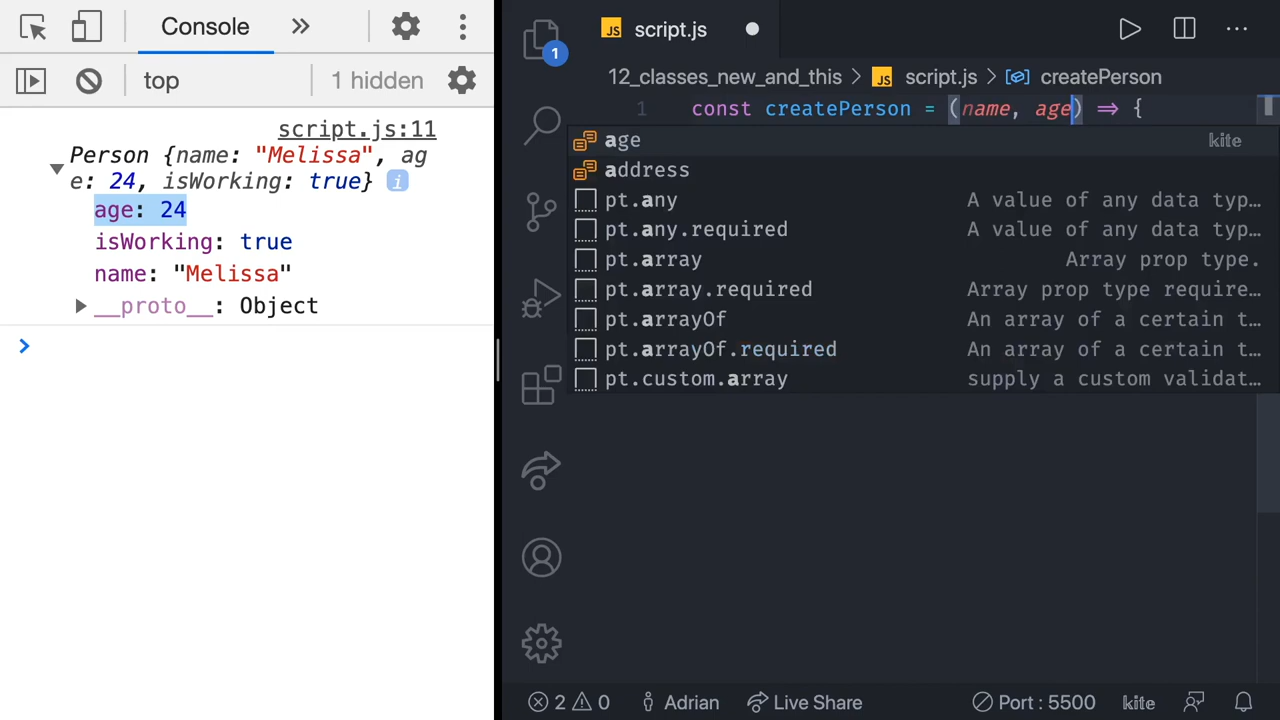 Console
top
1 hidden
script.js:11
Person {name: "Melissa", ag
e: 24, isWorking: true} i
age: 24
isWorking: true
name: "Melissa"
__proto__: Object
1
JS script.js
12_classes_new_and_this > JS script.js > createPerson
1 const createPerson = (name, age) => {
age kite
address
pt.any A value of any data typ…
pt.any.required A value of any data typ…
pt.array Array prop type.
pt.array.required Array prop type require…
pt.arrayOf An array of a certain t…
pt.arrayOf.required An array of a certain t…
pt.custom.array supply a custom validat…
2 0 Adrian Live Share Port : 5500 kite